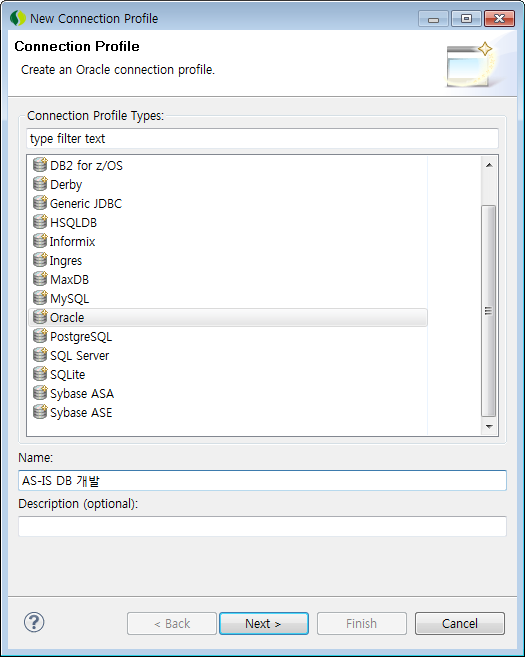 New Connection Profile
Connection Profile
Create an Oracle connection profile.
Connection Profile Types:
type filter text
DB2 for z/OS
Derby
Generic JDBC
HSQLDB
Informix
Ingres
MaxDB
MySQL
Oracle
PostgreSQL
SQL Server
SQLite
Sybase ASA
Sybase ASE
Name:
AS-IS DB 개발
Description (optional):
? < Back Next > Finish Cancel